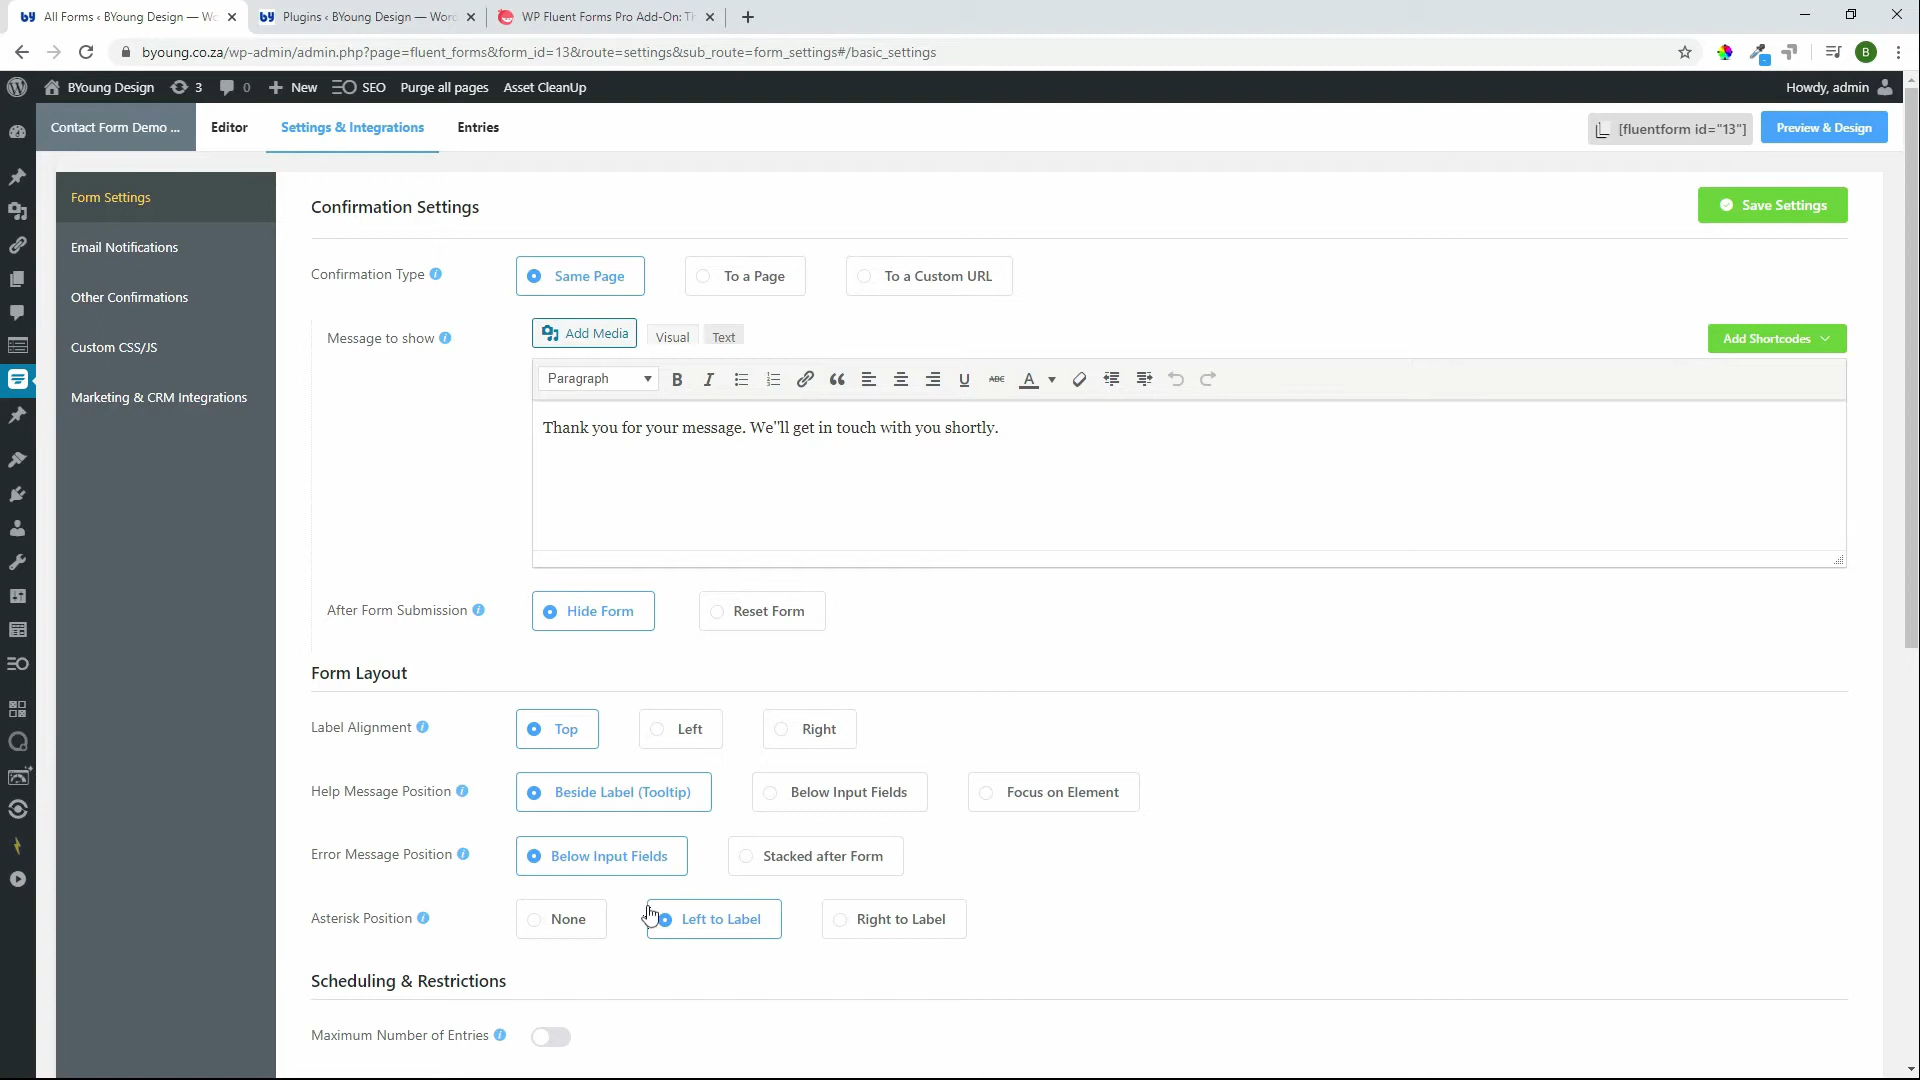 by All Forms ‹ BYoung Design — W
by Plugins ‹ BYoung Design — Word
WP Fluent Forms Pro Add-On: Th
byoung.co.za/wp-admin/admin.php?page=fluent_forms&form_id=13&route=settings&sub_route=form_settings#/basic_settings
B
BYoung Design 3 0 New SEO Purge all pages Asset CleanUp Howdy, admin
Contact Form Demo ... Editor Settings & Integrations Entries [fluentform id="13"] Preview & Design
Form Settings
Email Notifications
Other Confirmations
Custom CSS/JS
Marketing & CRM Integrations
Confirmation Settings Save Settings
Confirmation Type Same Page To a Page To a Custom URL
Message to show Add Media Visual Text Add Shortcodes
Paragraph B I U ABC A
Thank you for your message. We"ll get in touch with you shortly.
After Form Submission Hide Form Reset Form
Form Layout
Label Alignment Top Left Right
Help Message Position Beside Label (Tooltip) Below Input Fields Focus on Element
Error Message Position Below Input Fields Stacked after Form
Asterisk Position None Left to Label Right to Label
Scheduling & Restrictions
Maximum Number of Entries